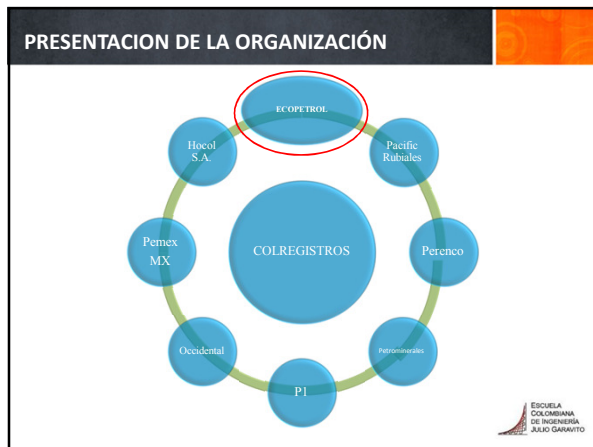 PRESENTACION DE LA ORGANIZACIÓN
ECOPETROL
Hocol
S.A.
Pacific
Rubiales
Pemex
MX
COLREGISTROS
Perenco
Occidental
Petrominerales
P1
ESCUELA
COLOMBIANA
DE INGENIERÍA
JULIO GARAVITO